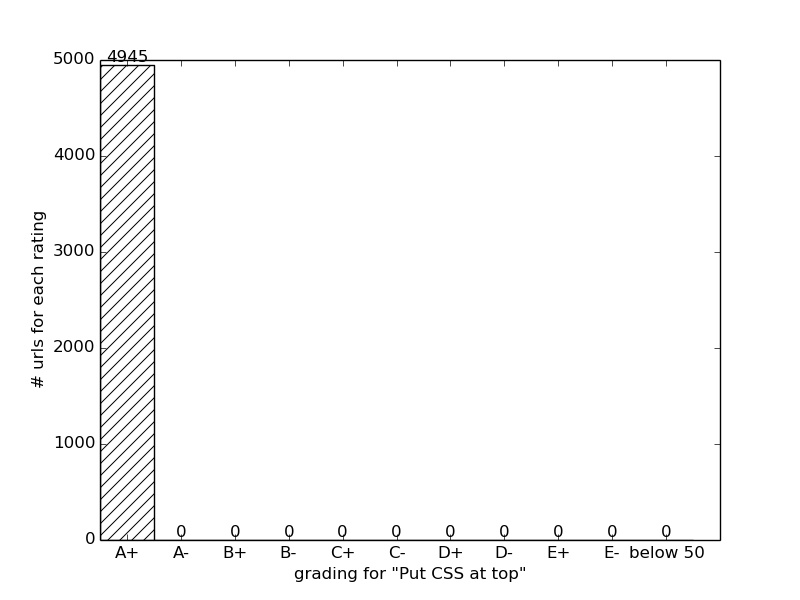 4945
5000
4000
3000
2000
1000
0
# urls for each rating
0 0 0 0 0 0 0 0 0 0
A+ A- B+ B- C+ C- D+ D- E+ E- below 50
grading for "Put CSS at top"